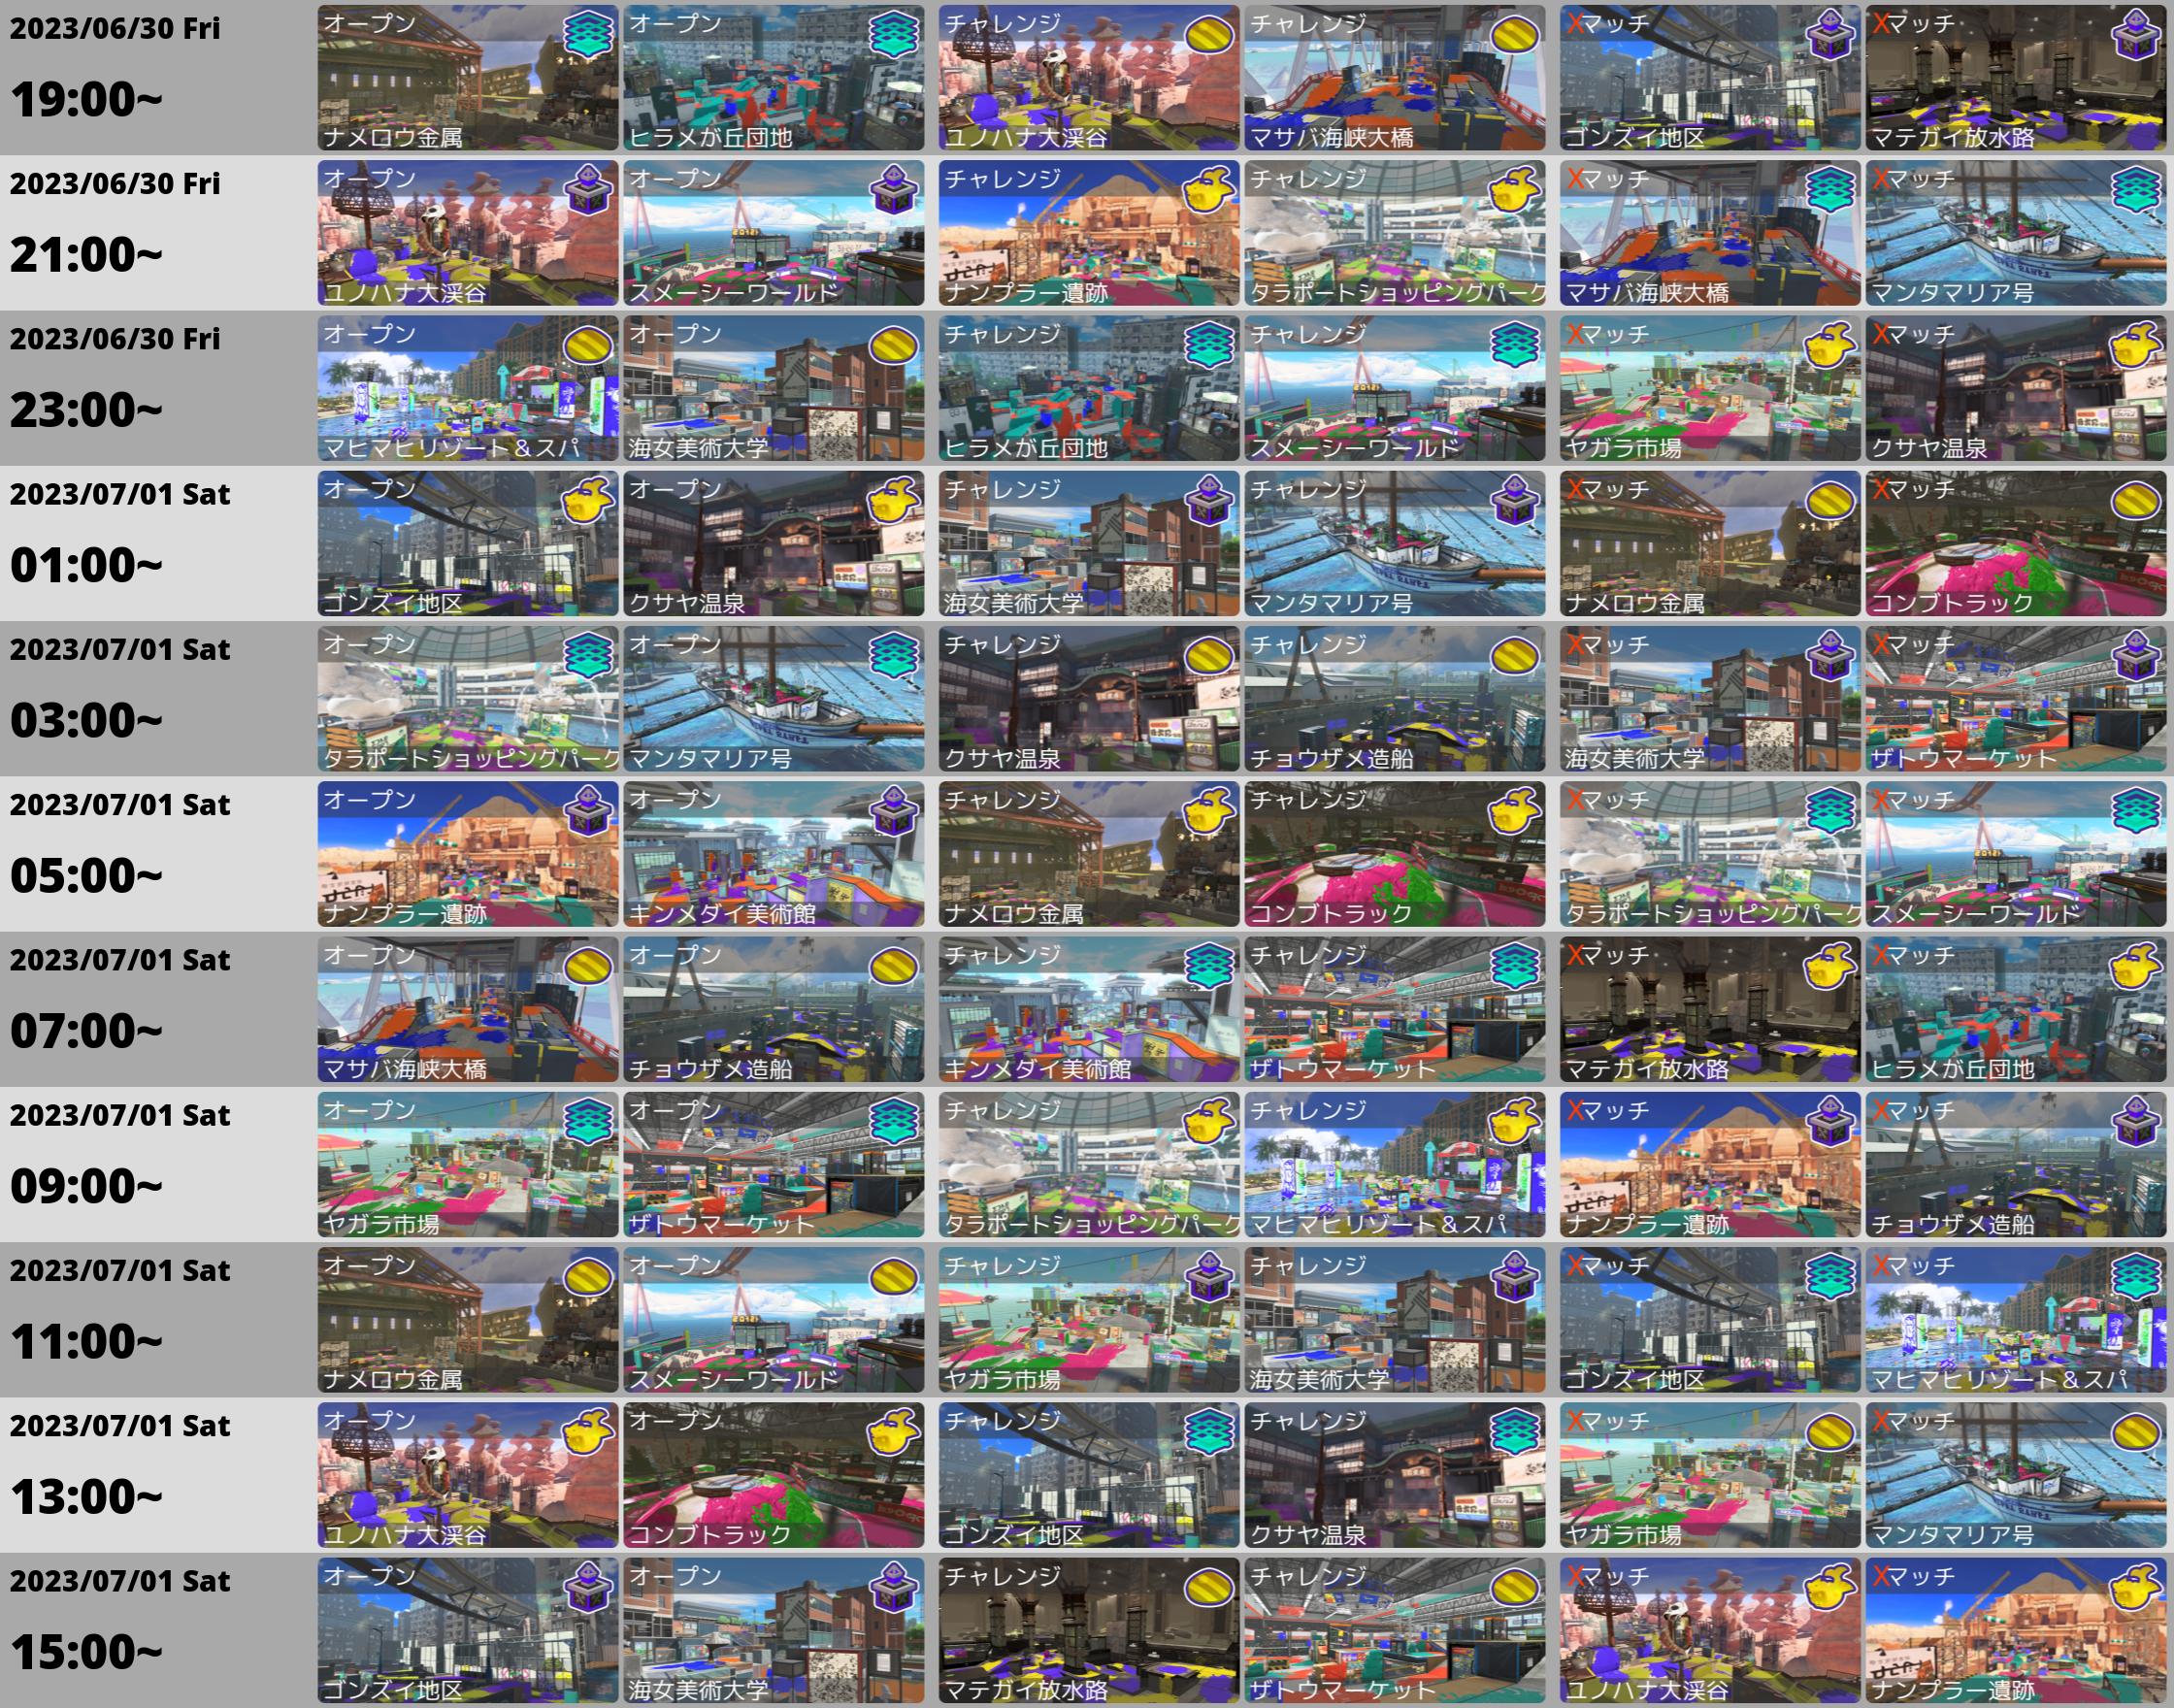 2023/06/30 Fri
19:00~
オープン
ナメロウ金属
オープン
ヒラメが丘団地
チャレンジ
ユノハナ大渓谷
チャレンジ
マサバ海峡大橋
Xマッチ
ゴンズイ地区
Xマッチ
マテガイ放水路
2023/06/30 Fri
21:00~
オープン
ユノハナ大渓谷
オープン
スメーシーワールド
チャレンジ
ナンプラー遺跡
チャレンジ
タラポートショッピングパーク
Xマッチ
マサバ海峡大橋
Xマッチ
マンタマリア号
2023/06/30 Fri
23:00~
オープン
マヒマヒリゾート&スパ
オープン
海女美術大学
チャレンジ
ヒラメが丘団地
チャレンジ
スメーシーワールド
Xマッチ
ヤガラ市場
Xマッチ
クサヤ温泉
2023/07/01 Sat
01:00~
オープン
ゴンズイ地区
オープン
クサヤ温泉
チャレンジ
海女美術大学
チャレンジ
マンタマリア号
Xマッチ
ナメロウ金属
Xマッチ
コンブトラック
2023/07/01 Sat
03:00~
オープン
タラポートショッピングパーク
オープン
マンタマリア号
チャレンジ
クサヤ温泉
チャレンジ
チョウザメ造船
Xマッチ
海女美術大学
Xマッチ
ザトウマーケット
2023/07/01 Sat
05:00~
オープン
ナンプラー遺跡
オープン
キンメダイ美術館
チャレンジ
ナメロウ金属
チャレンジ
コンブトラック
Xマッチ
タラポートショッピングパーク
Xマッチ
スメーシーワールド
2023/07/01 Sat
07:00~
オープン
マサバ海峡大橋
オープン
チョウザメ造船
チャレンジ
キンメダイ美術館
チャレンジ
ザトウマーケット
Xマッチ
マテガイ放水路
Xマッチ
ヒラメが丘団地
2023/07/01 Sat
09:00~
オープン
ヤガラ市場
オープン
ザトウマーケット
チャレンジ
タラポートショッピングパーク
チャレンジ
マヒマヒリゾート&スパ
Xマッチ
ナンプラー遺跡
Xマッチ
チョウザメ造船
2023/07/01 Sat
11:00~
オープン
ナメロウ金属
オープン
スメーシーワールド
チャレンジ
ヤガラ市場
チャレンジ
海女美術大学
Xマッチ
ゴンズイ地区
Xマッチ
マヒマヒリゾート&スパ
2023/07/01 Sat
13:00~
オープン
ユノハナ大渓谷
オープン
コンブトラック
チャレンジ
ゴンズイ地区
チャレンジ
クサヤ温泉
Xマッチ
ヤガラ市場
Xマッチ
マンタマリア号
2023/07/01 Sat
15:00~
オープン
ゴンズイ地区
オープン
海女美術大学
チャレンジ
マテガイ放水路
チャレンジ
ザトウマーケット
Xマッチ
ユノハナ大渓谷
Xマッチ
ナンプラー遺跡